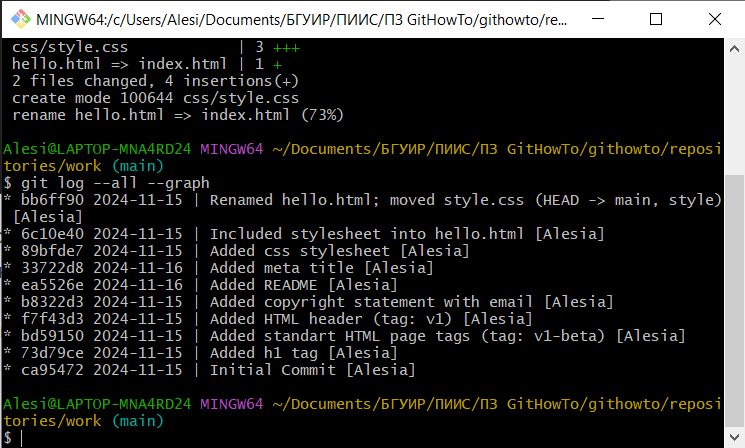 MINGW64:/c/Users/Alesi/Documents/БГУИР/ПИИС/ПЗ GitHowTo/githowto/re...
css/style.css | 3 +++
hello.html => index.html | 1 +
2 files changed, 4 insertions(+)
create mode 100644 css/style.css
rename hello.html => index.html (73%)
Alesi@LAPTOP-MNA4RD24 MINGW64 ~/Documents/БГУИР/ПИИС/ПЗ GitHowTo/githowto/reposi
tories/work (main)
$ git log --all --graph
* bb6ff90 2024-11-15 | Renamed hello.html; moved style.css (HEAD -> main, style)
[Alesia]
* 6c10e40 2024-11-15 | Included stylesheet into hello.html [Alesia]
* 89bfde7 2024-11-15 | Added css stylesheet [Alesia]
* 33722d8 2024-11-16 | Added meta title [Alesia]
* ea5526e 2024-11-16 | Added README [Alesia]
* b8322d3 2024-11-15 | Added copyright statement with email [Alesia]
* f7f43d3 2024-11-15 | Added HTML header (tag: v1) [Alesia]
* bd59150 2024-11-15 | Added standart HTML page tags (tag: v1-beta) [Alesia]
* 73d79ce 2024-11-15 | Added h1 tag [Alesia]
* ca95472 2024-11-15 | Initial Commit [Alesia]
Alesi@LAPTOP-MNA4RD24 MINGW64 ~/Documents/БГУИР/ПИИС/ПЗ GitHowTo/githowto/reposi
tories/work (main)
$